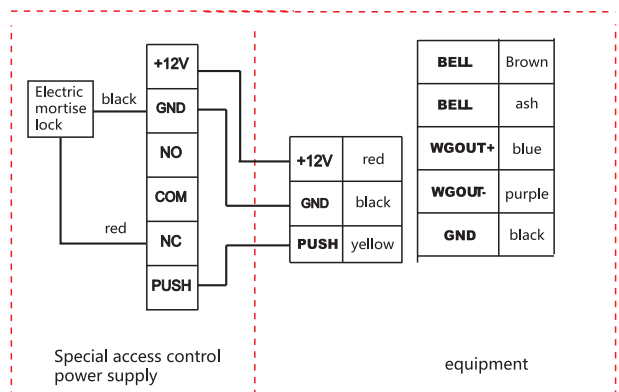 Electric
mortise
lock
black
red
+12V
GND
NO
COM
NC
PUSH
+12V red
GND black
PUSH yellow
BELL Brown
BELL ash
WGOUT+ blue
WGOUT- purple
GND black
Special access control
power supply
equipment